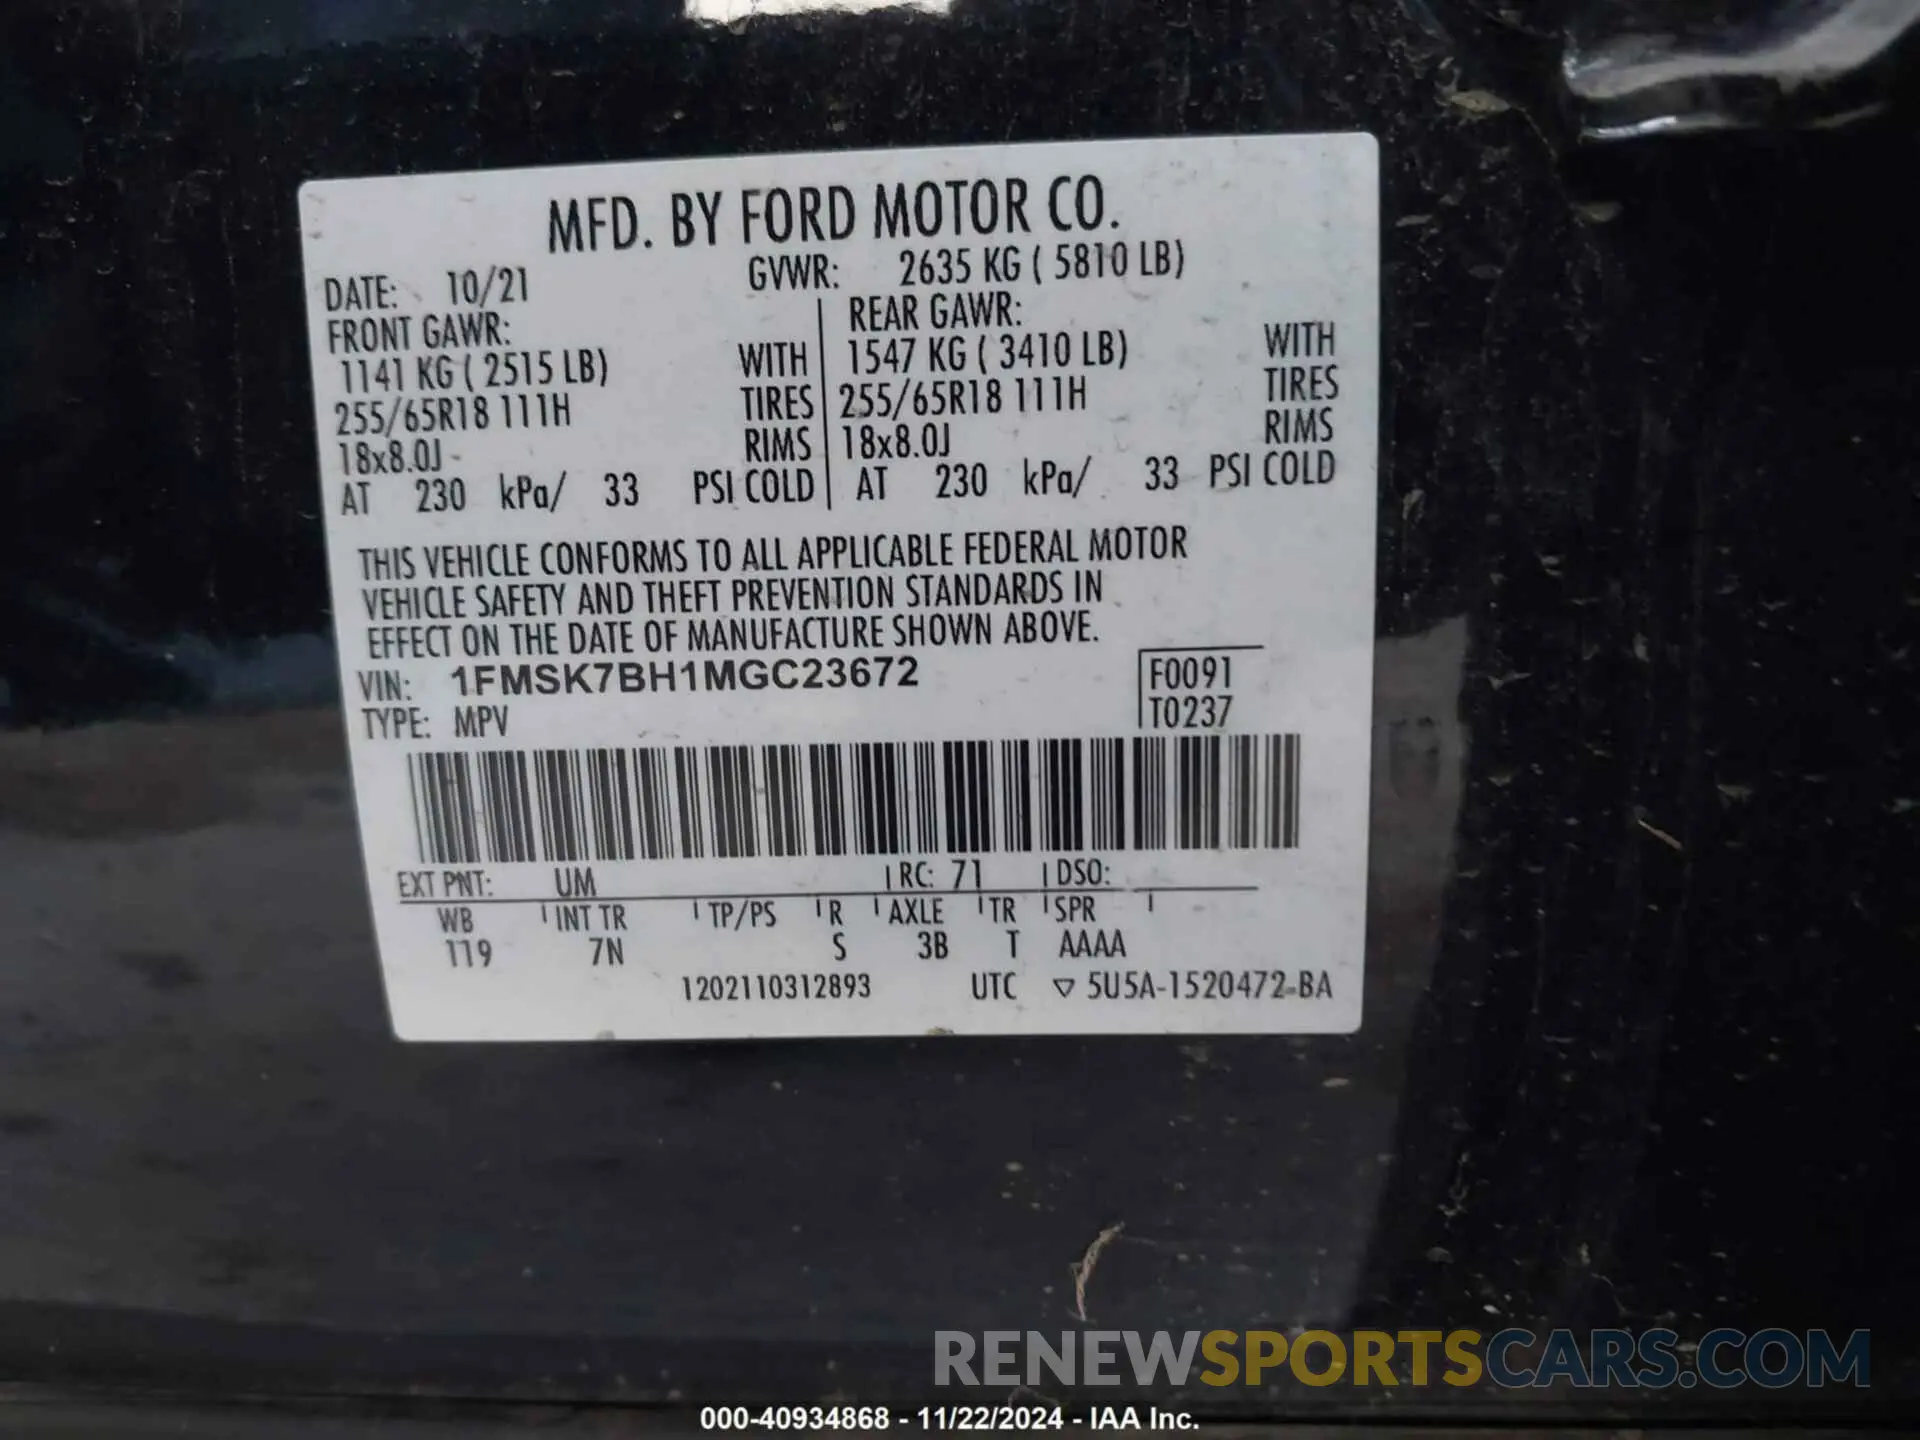 MFD. BY FORD MOTOR CO.
DATE: 10/21 GVWR: 2635 KG ( 5810 LB)
FRONT GAWR: REAR GAWR:
1141 KG ( 2515 LB) WITH 1547 KG ( 3410 LB) WITH
255/65R18 111H TIRES 255/65R18 111H TIRES
18x8.0J RIMS 18x8.0J RIMS
AT 230 kPa/ 33 PSI COLD AT 230 kPa/ 33 PSI COLD
THIS VEHICLE CONFORMS TO ALL APPLICABLE FEDERAL MOTOR
VEHICLE SAFETY AND THEFT PREVENTION STANDARDS IN
EFFECT ON THE DATE OF MANUFACTURE SHOWN ABOVE.
VIN: 1FMSK7BH1MGC23672 F0091
TYPE: MPV T0237
EXT PNT: UM RC: 71 DSO:
WB INT TR TP/PS R AXLE TR SPR
119 7N S 3B T AAAA
1202110312893 UTC ▽ 5U5A-1520472-BA
RENEWSPORTSCARS.COM
000-40934868 - 11/22/2024 - IAA Inc.